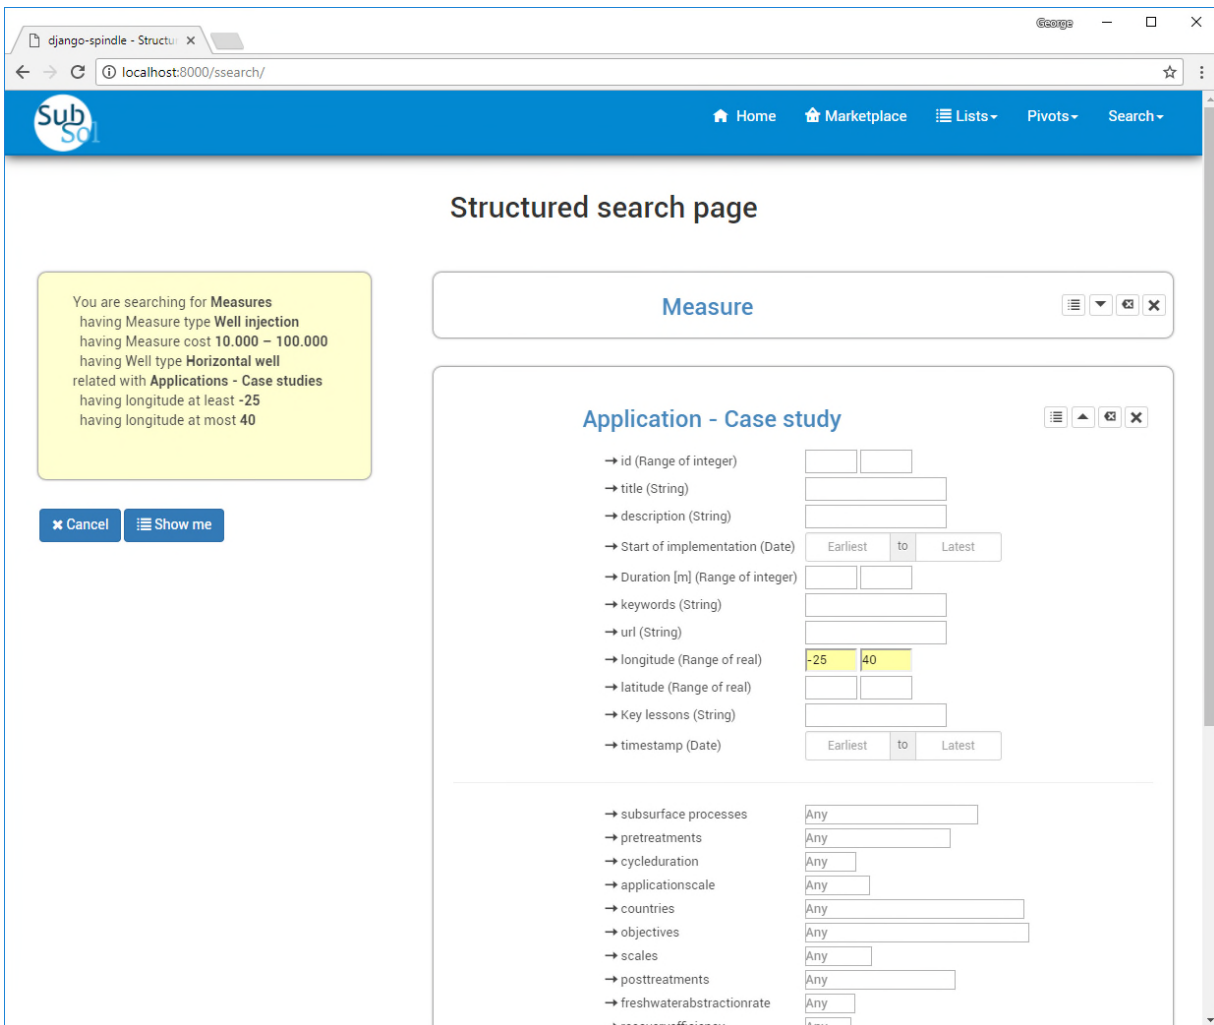 django-spindle - Structu
George
localhost:8000/ssearch/
Sub
Sol
Home
Marketplace
Lists
Pivots
Search
Structured search page
You are searching for Measures
having Measure type Well injection
having Measure cost 10.000 – 100.000
having Well type Horizontal well
related with Applications - Case studies
having longitude at least -25
having longitude at most 40
Cancel
Show me
Measure
Application - Case study
id (Range of integer)
title (String)
description (String)
Start of implementation (Date) Earliest to Latest
Duration [m] (Range of integer)
keywords (String)
url (String)
longitude (Range of real) -25 40
latitude (Range of real)
Key lessons (String)
timestamp (Date) Earliest to Latest
subsurface processes Any
pretreatments Any
cycleduration Any
applicationscale Any
countries Any
objectives Any
scales Any
posttreatments Any
freshwaterabstractionrate Any
recoveryefficiency Any